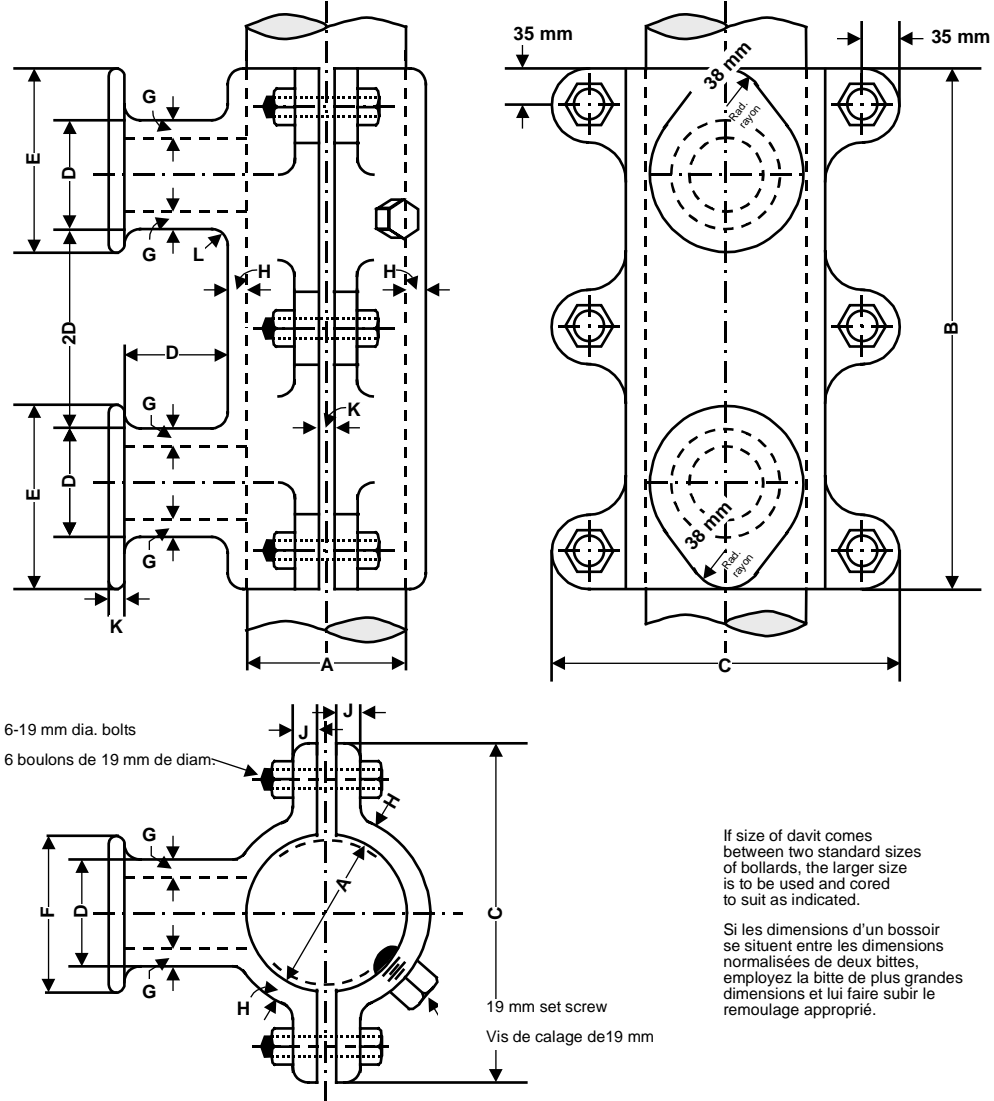 35 mm
35 mm
38 mm
Rad.
rayon
G
E
D
G
L
H
H
2D
D
B
G
K
E
D
38 mm
Rad.
rayon
G
K
A
C
J
J
6-19 mm dia. bolts
6 boulons de 19 mm de diam.
H
G
A
F
D
C
G
H
19 mm set screw
Vis de calage de19 mm
If size of davit comes
between two standard sizes
of bollards, the larger size
is to be used and cored
to suit as indicated.
Si les dimensions d'un bossoir
se situent entre les dimensions
normalisées de deux bittes,
employez la bitte de plus grandes
dimensions et lui faire subir le
remoulage approprié.